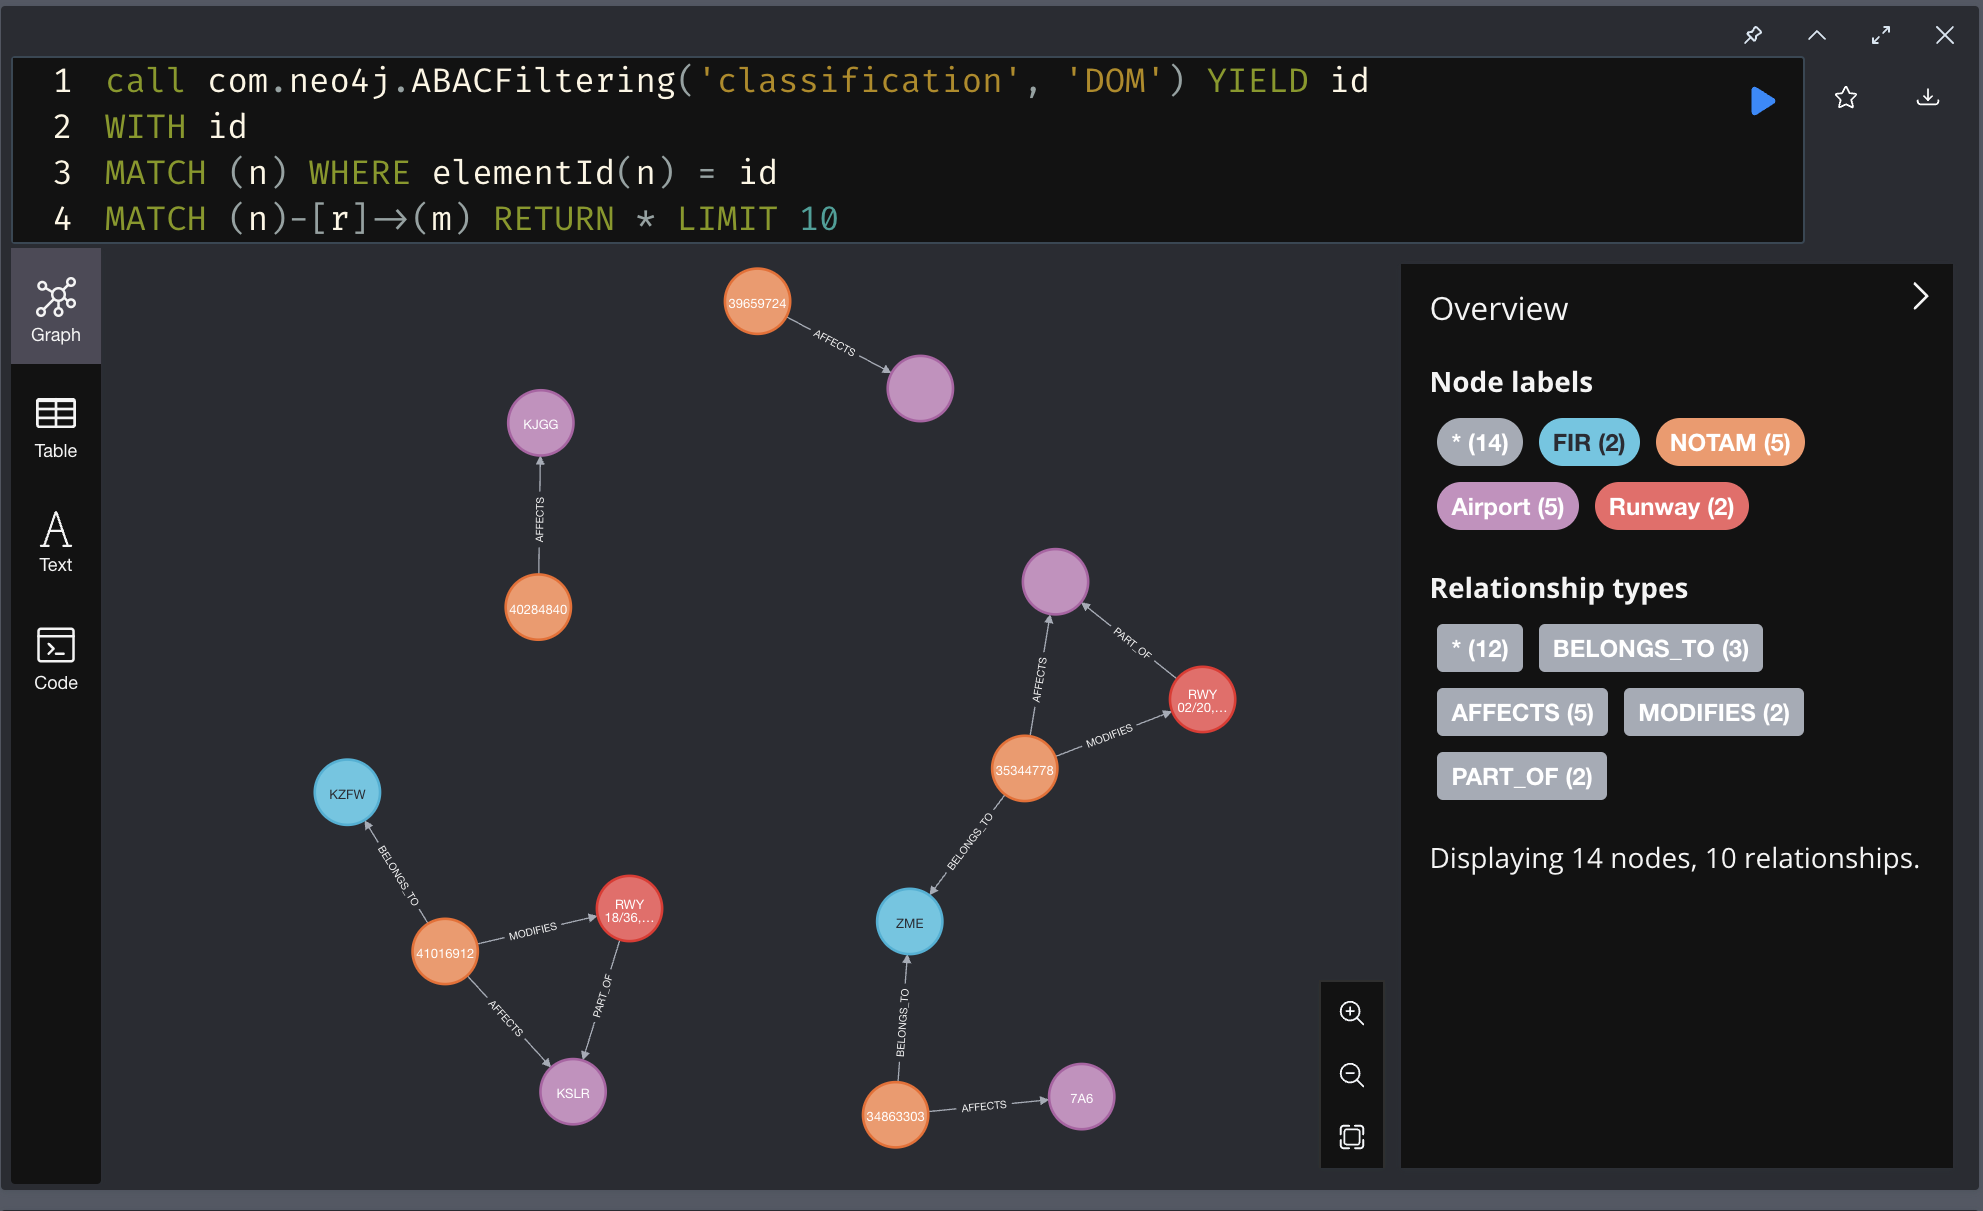 1 call com.neo4j.ABACFiltering('classification', 'DOM') YIELD id
2 WITH id
3 MATCH (n) WHERE elementId(n) = id
4 MATCH (n)-[r]->(m) RETURN * LIMIT 10
Graph
Table
Text
Code
39659724
AFFECTS
KJGG
AFFECTS
40284840
PART_OF
AFFECTS
RWY
02/20,...
MODIFIES
35344778
BELONGS_TO
ZME
BELONGS_TO
34863303
AFFECTS
7A6
KZFW
BELONGS_TO
RWY
18/36,...
MODIFIES
41016912
AFFECTS
PART_OF
KSLR
Overview
Node labels
* (14) FIR (2) NOTAM (5)
Airport (5) Runway (2)
Relationship types
* (12) BELONGS_TO (3)
AFFECTS (5) MODIFIES (2)
PART_OF (2)
Displaying 14 nodes, 10 relationships.